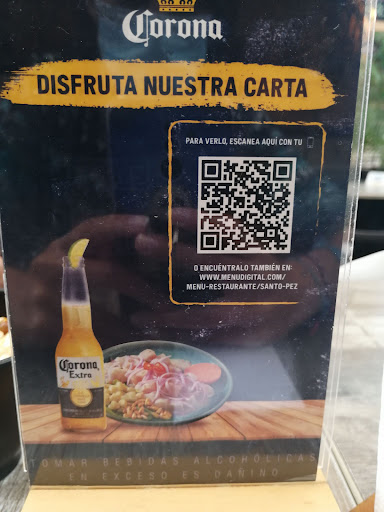 Corona
DISFRUTA NUESTRA CARTA
PARA VERLO, ESCANEA AQUÍ CON TU
O ENCUÉNTRALO TAMBIÉN EN:
WWW.MENUDIGITAL.COM/
MENU-RESTAURANTE/SANTO-PEZ
Corona
Extra
TOMAR BEBIDAS ALCOHÓLICAS
EN EXCESO ES DAÑINO